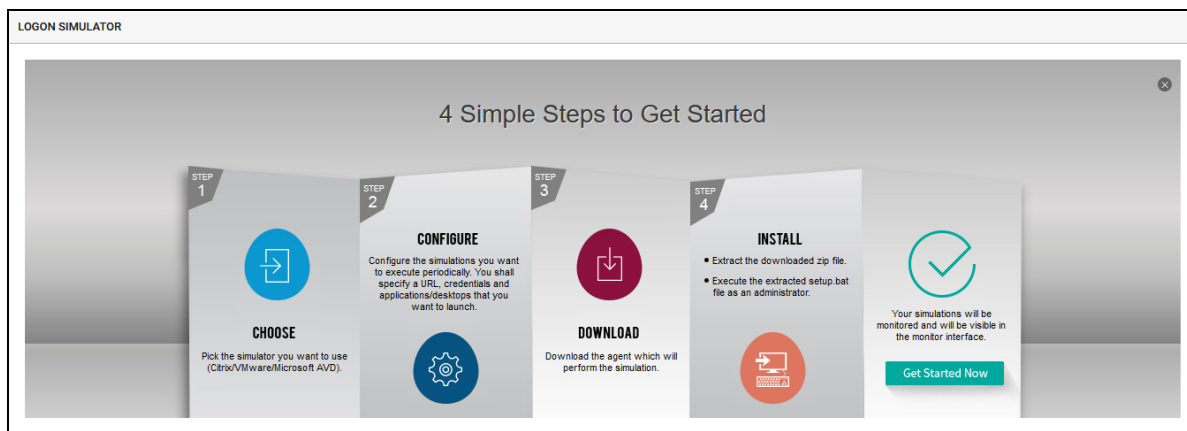 LOGON SIMULATOR
4 Simple Steps to Get Started
STEP
1
CHOOSE
Pick the simulator you want to use
(Citrix/VMware/Microsoft AVD).
STEP
2
CONFIGURE
Configure the simulations you want
to execute periodically. You shall
specify a URL, credentials and
applications/desktops that you
want to launch.
STEP
3
DOWNLOAD
Download the agent which will
perform the simulation.
STEP
4
INSTALL
• Extract the downloaded zip file.
• Execute the extracted setup.bat
file as an administrator.
Your simulations will be
monitored and will be visible in
the monitor interface.
Get Started Now